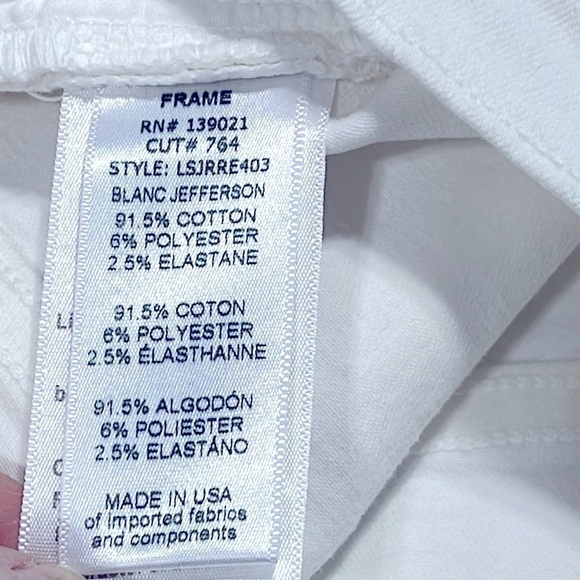 FRAME
RN# 139021
CUT# 764
STYLE: LSJRRE403
BLANC JEFFERSON
91.5% COTTON
6% POLYESTER
2.5% ELASTANE
91.5% COTON
6% POLYESTER
2.5% ÉLASTHANNE
91.5% ALGODÓN
6% POLIESTER
2.5% ELASTÁNO
MADE IN USA
of imported fabrics
and components